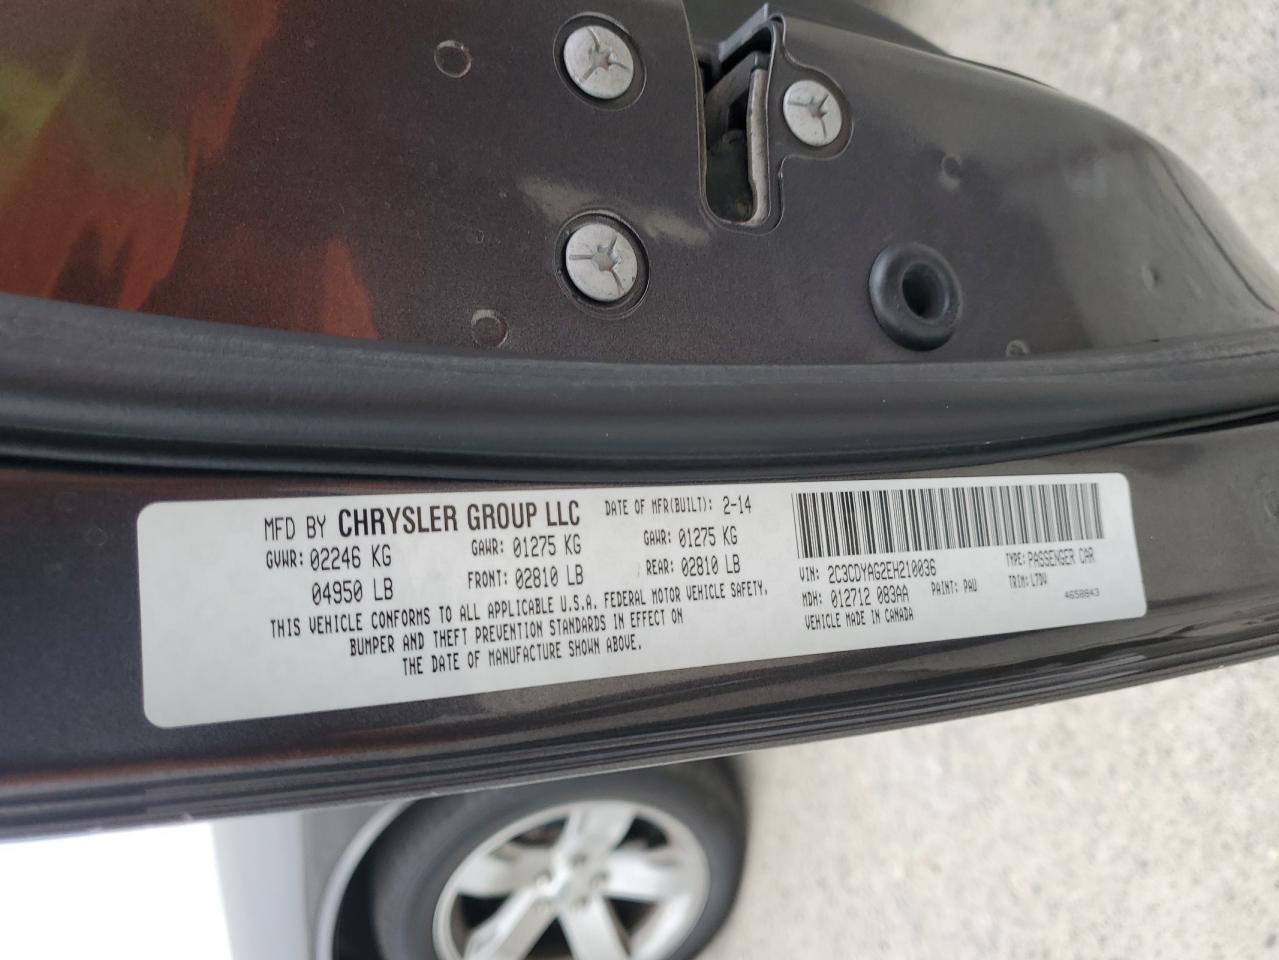 MFD BY CHRYSLER GROUP LLC DATE OF MFR(BUILT): 2-14
GVWR: 02246 KG GAWR: 01275 KG GAWR: 01275 KG
04950 LB FRONT: 02810 LB REAR: 02810 LB
THIS VEHICLE CONFORMS TO ALL APPLICABLE U.S.A. FEDERAL MOTOR VEHICLE SAFETY,
BUMPER AND THEFT PREVENTION STANDARDS IN EFFECT ON
THE DATE OF MANUFACTURE SHOWN ABOVE.
VIN: 2C3CDYAG2EH210036 TYPE: PASSENGER CAR
MDH: 012712 083AA PAINT: PAU TRIM: L7DV
VEHICLE MADE IN CANADA 4658843